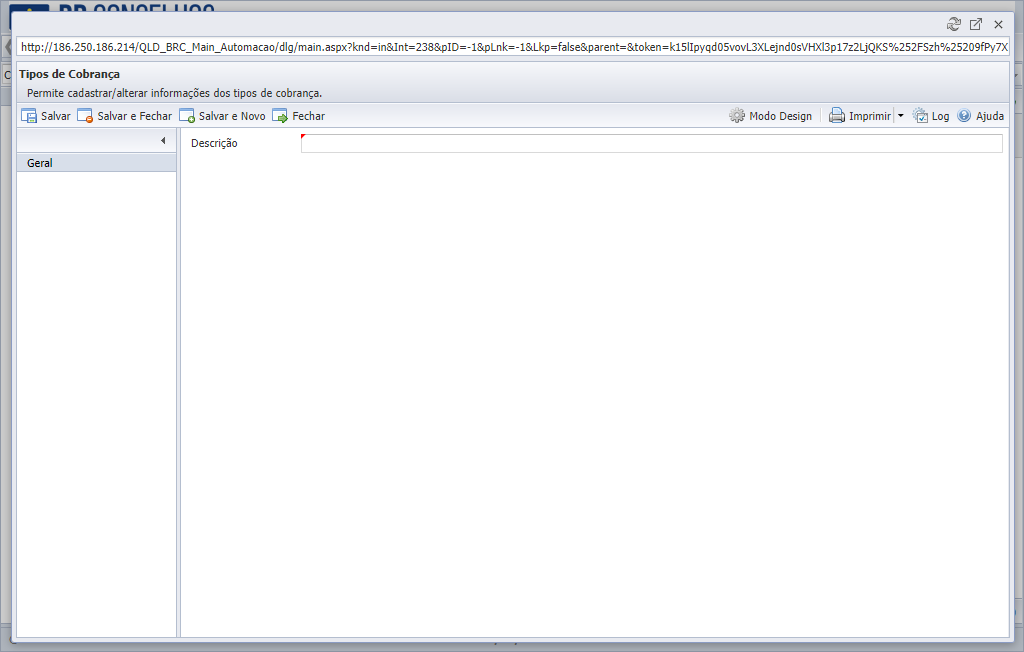 http://186.250.186.214/QLD_BRC_Main_Automacao/dlg/main.aspx?knd=in&Int=238&pID=-1&pLnk=-1&Lkp=false&parent=&token=k15lIpyqd05vovL3XLejnd0sVHXl3p17z2LjQKS%252FSzh%25209fPy7X
Tipos de Cobrança
Permite cadastrar/alterar informações dos tipos de cobrança.
Salvar Salvar e Fechar Salvar e Novo Fechar Modo Design Imprimir Log Ajuda
Descrição
Geral